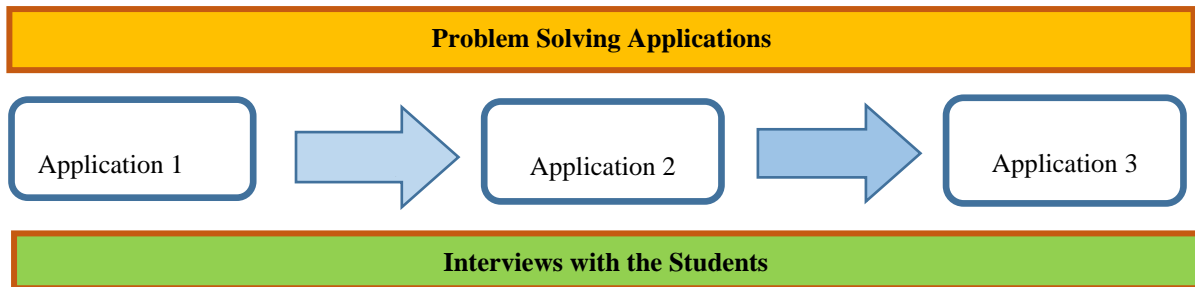 Problem Solving Applications
Application 1
Application 2
Application 3
Interviews with the Students